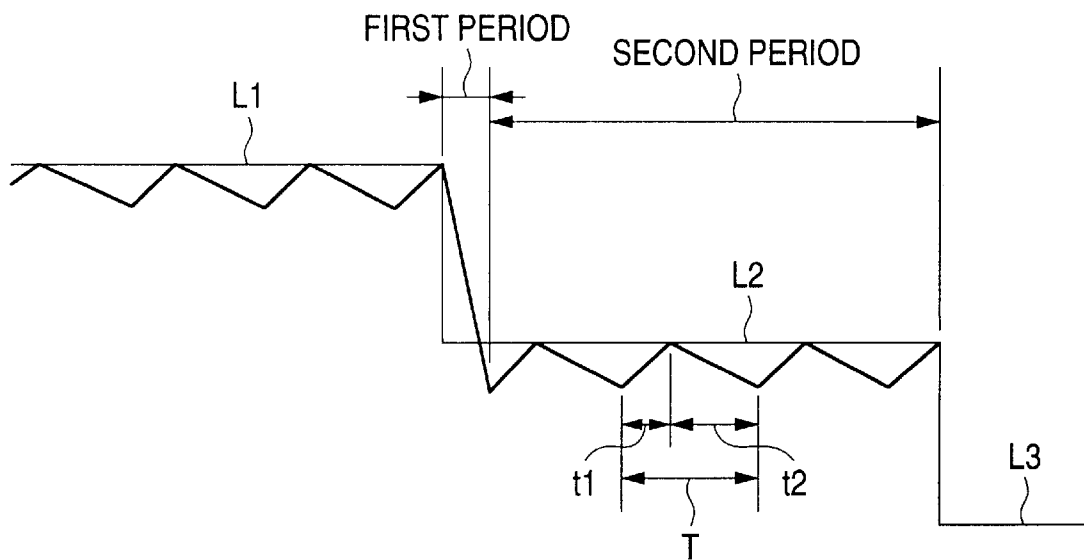 FIRST PERIOD
SECOND PERIOD
L1
L2
t1
t2
L3
T